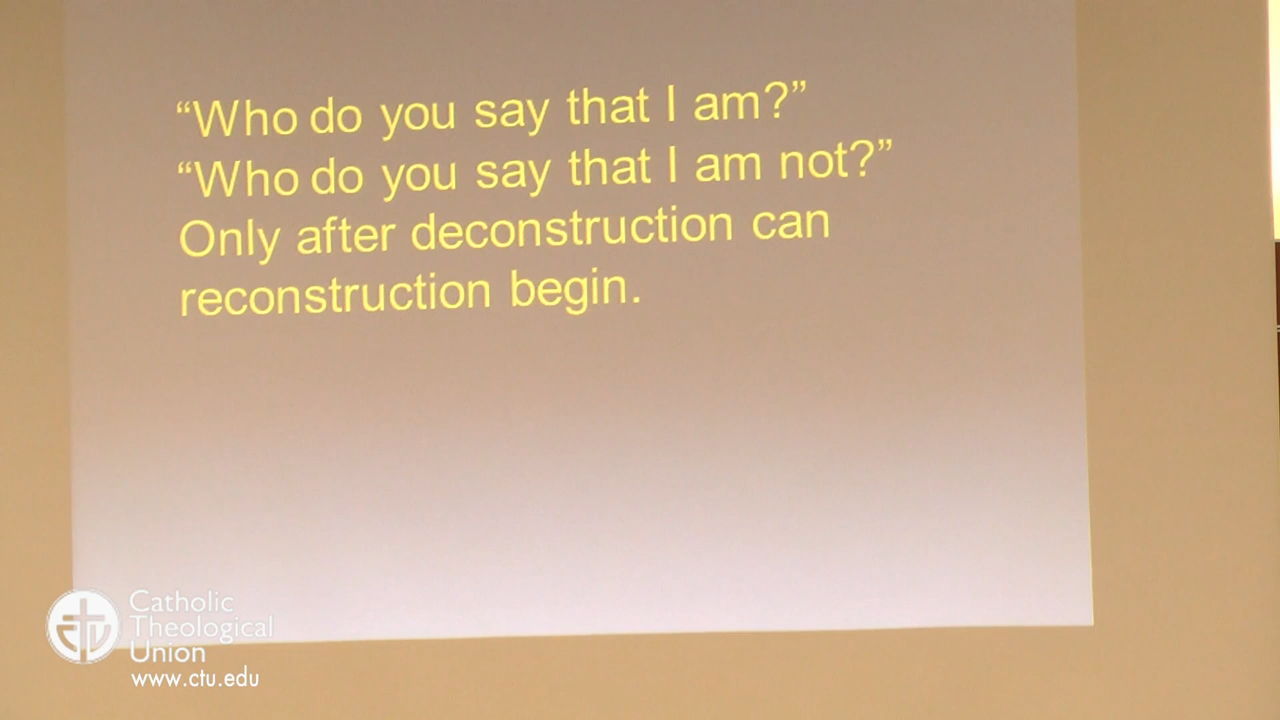 “Who do you say that I am?”
“Who do you say that I am not?”
Only after deconstruction can
reconstruction begin.
Catholic
Theological
Union
www.ctu.edu